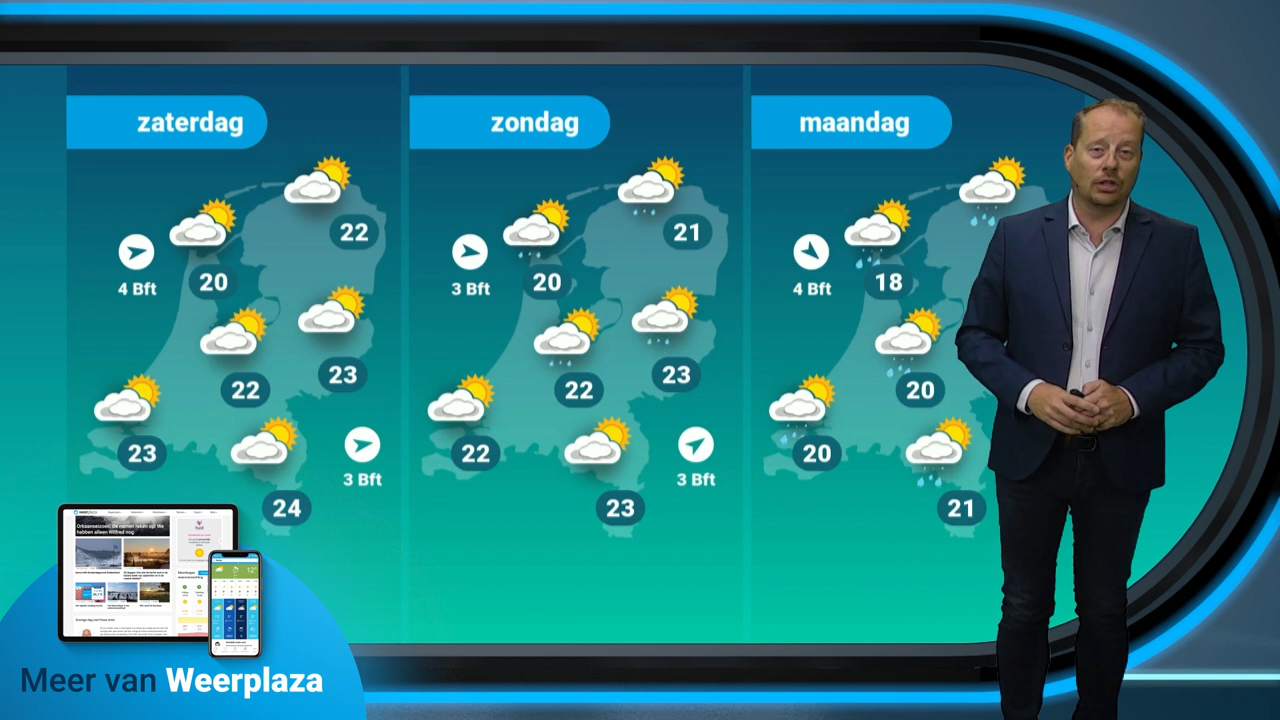 zaterdag
22
20
4 Bft
23
22
23
3 Bft
24
zondag
21
20
3 Bft
23
22
22
3 Bft
23
maandag
18
4 Bft
20
20
21
Meer van Weerplaza